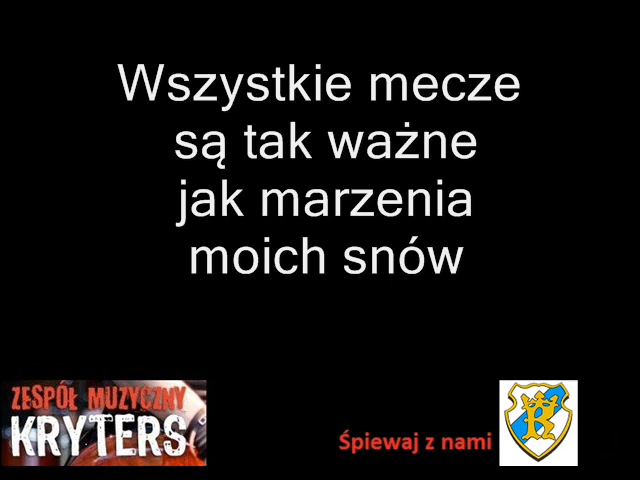 Wszystkie mecze
są tak ważne
jak marzenia
moich snów
ZESPÓŁ MUZYCZNY
KRYTERS
Śpiewaj z nami